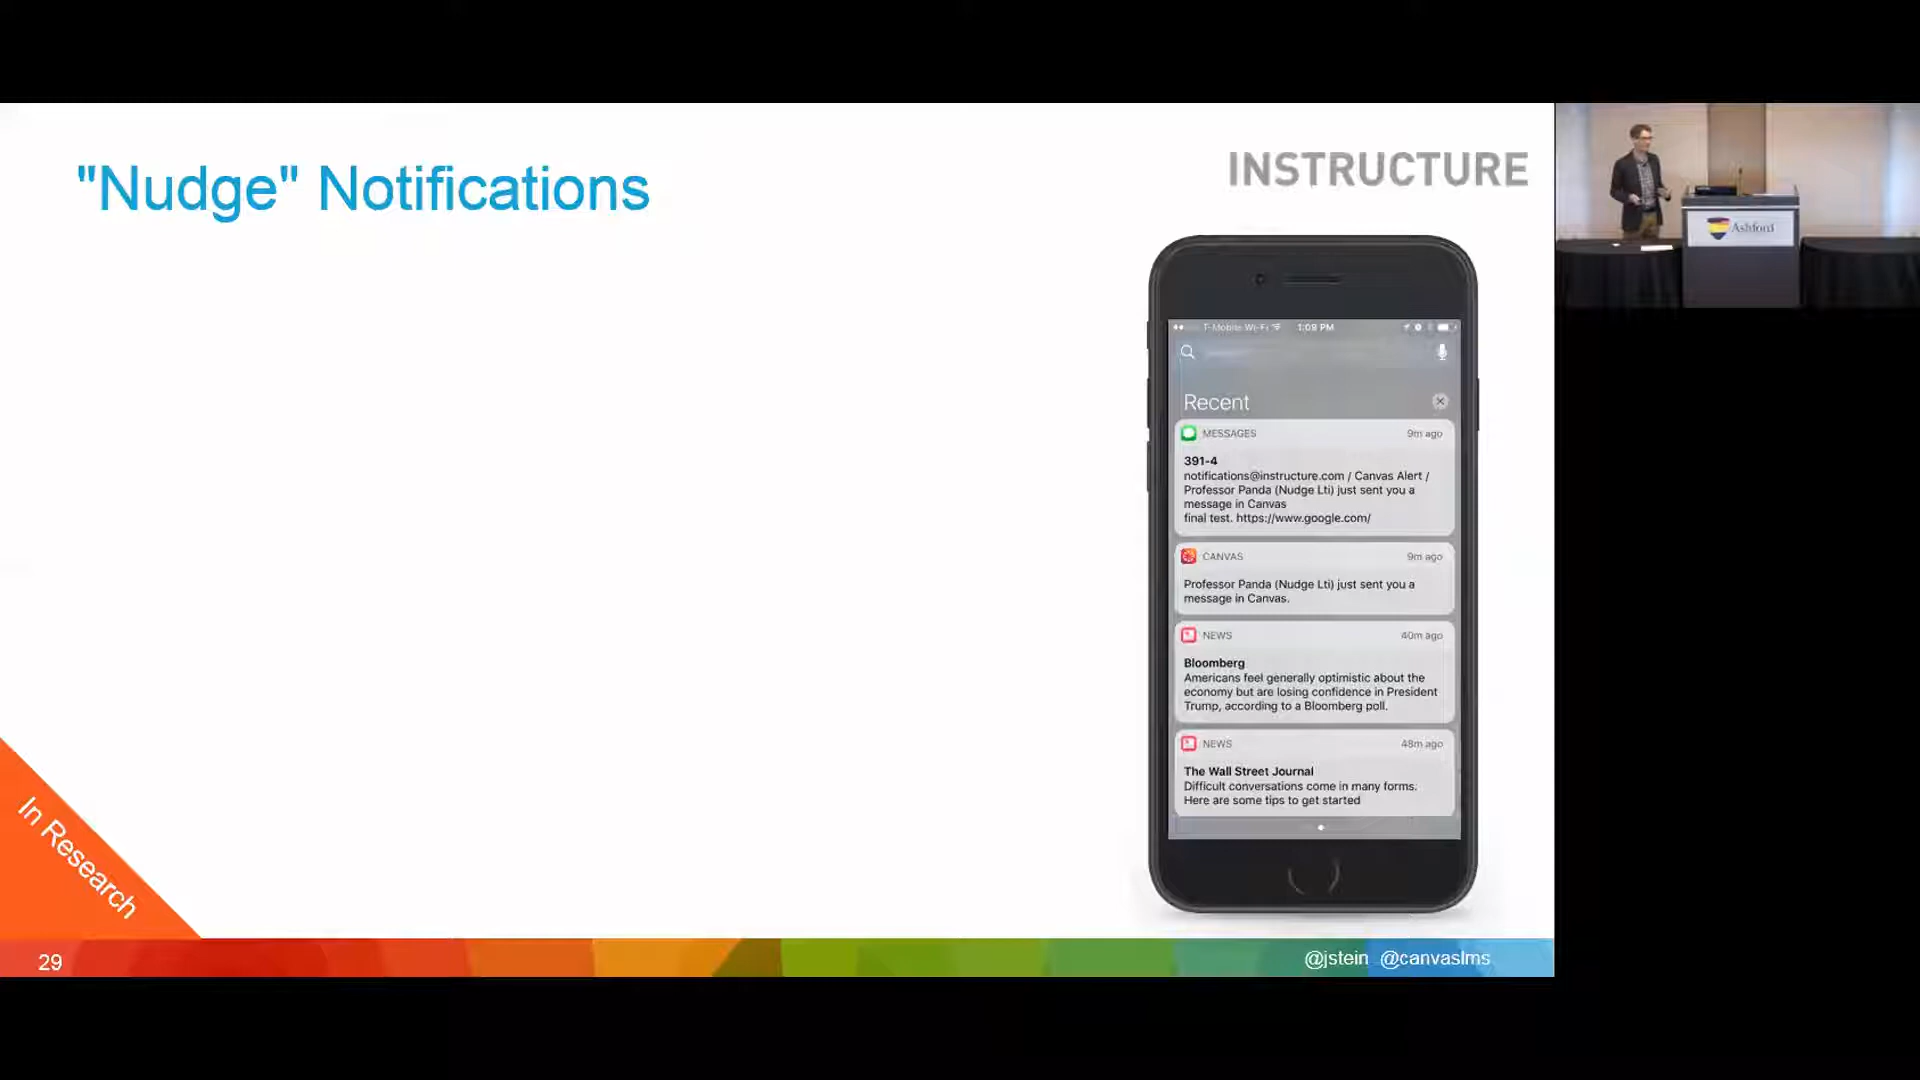 "Nudge" Notifications
INSTRUCTURE
T-Mobile Wi-Fi 1:09 PM
Recent
MESSAGES 9m ago
391-4
notifications@instructure.com / Canvas Alert /
Professor Panda (Nudge Lti) just sent you a
message in Canvas
final test. https://www.google.com/
CANVAS 9m ago
Professor Panda (Nudge Lti) just sent you a
message in Canvas.
NEWS 40m ago
Bloomberg
Americans feel generally optimistic about the
economy but are losing confidence in President
Trump, according to a Bloomberg poll.
NEWS 48m ago
The Wall Street Journal
Difficult conversations come in many forms.
Here are some tips to get started
In Research
29
@jstein @canvaslms
Ashford